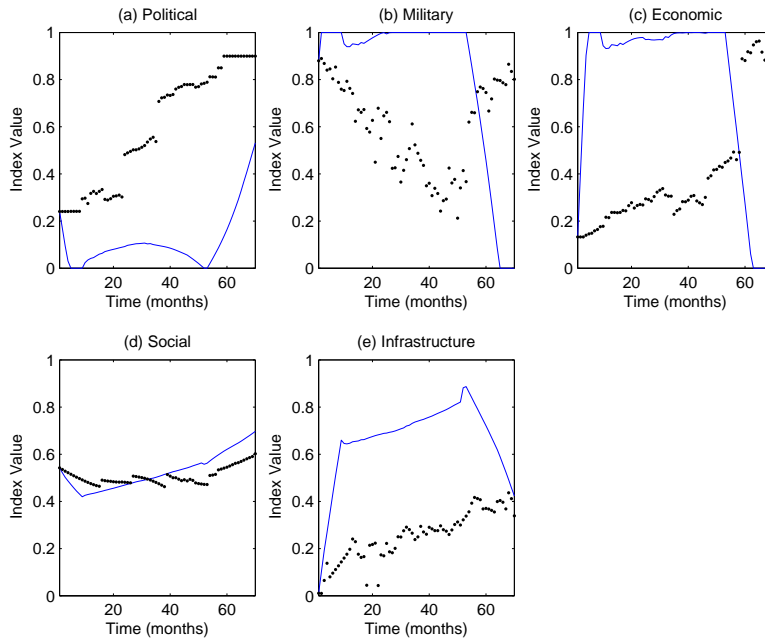 (a) Political
(b) Military
(c) Economic
1
0.8
0.6
0.4
0.2
0
Index Value
20 40 60
Time (months)
1
0.8
0.6
0.4
0.2
0
Index Value
20 40 60
Time (months)
1
0.8
0.6
0.4
0.2
0
Index Value
20 40 60
Time (months)
(d) Social
(e) Infrastructure
1
0.8
0.6
0.4
0.2
0
Index Value
20 40 60
Time (months)
1
0.8
0.6
0.4
0.2
0
Index Value
20 40 60
Time (months)